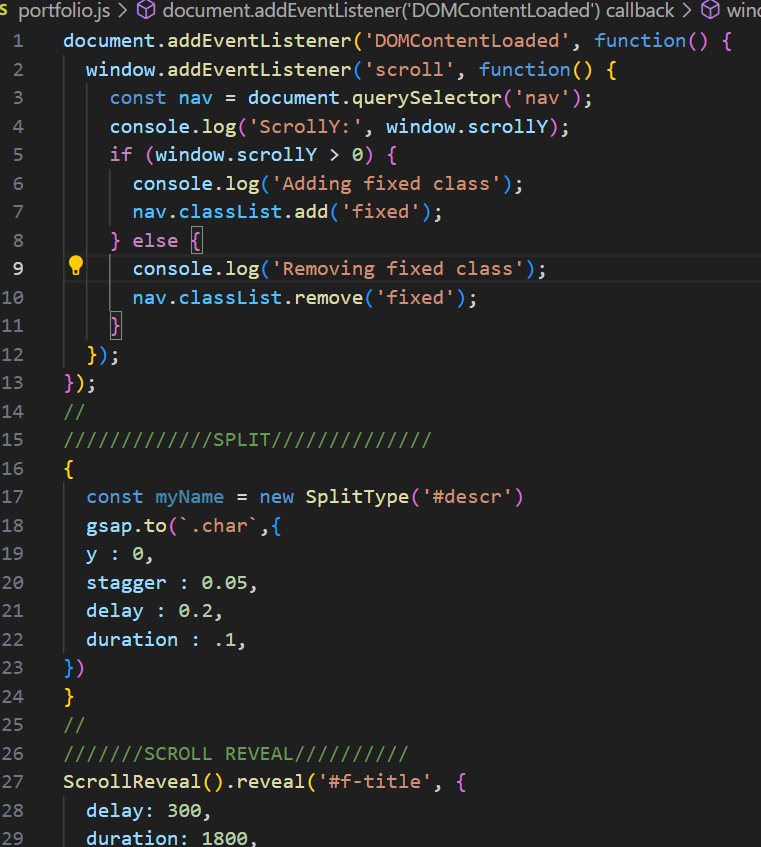 S portfolio.js > document.addEventListener('DOMContentLoaded') callback > wind
1 document.addEventListener('DOMContentLoaded', function() {
2 window.addEventListener('scroll', function() {
3 const nav = document.querySelector('nav');
4 console.log('ScrollY:', window.scrollY);
5 if (window.scrollY > 0) {
6 console.log('Adding fixed class');
7 nav.classList.add('fixed');
8 } else {
9 console.log('Removing fixed class');
10 nav.classList.remove('fixed');
11 }
12 });
13 });
14 //
15 /////////////SPLIT//////////////
16 {
17 const myName = new SplitType('#descr')
18 gsap.to(`.char`,{
19 y : 0,
20 stagger : 0.05,
21 delay : 0.2,
22 duration : .1,
23 })
24 }
25 //
26 ///////SCROLL REVEAL//////////
27 ScrollReveal().reveal('#f-title', {
28 delay: 300,
29 duration: 1800,